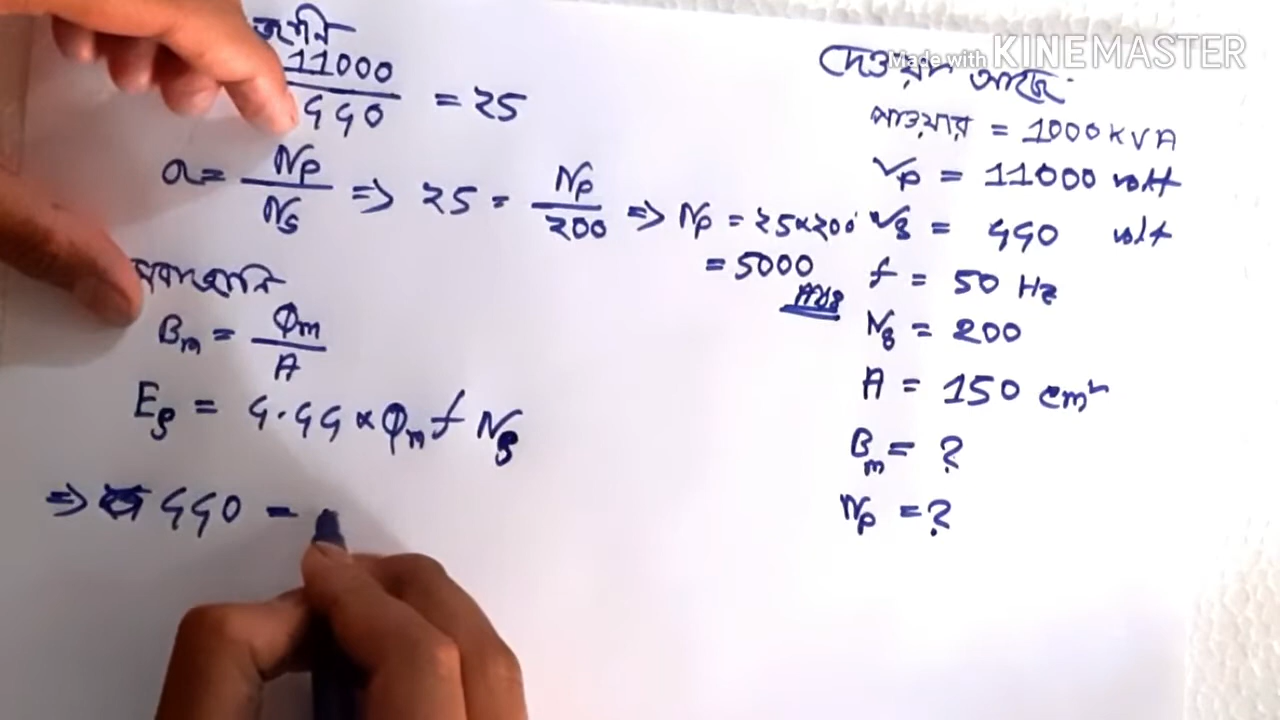 জানি
11000 / 440 = 25
a = Np / Ns ⇒ 25 = Np / 200 ⇒ Np = 25×200
= 5000
Ans
Bm = Φm / A
Es = 4.44 × Φm f Ns
⇒ 440 =
Made with KINEMASTER
দেওয়া আছে
পাওয়ার = 1000 KVA
Vp = 11000 volt
Vs = 440 volt
f = 50 Hz
Ns = 200
A = 150 cm²
Bm = ?
Np = ?